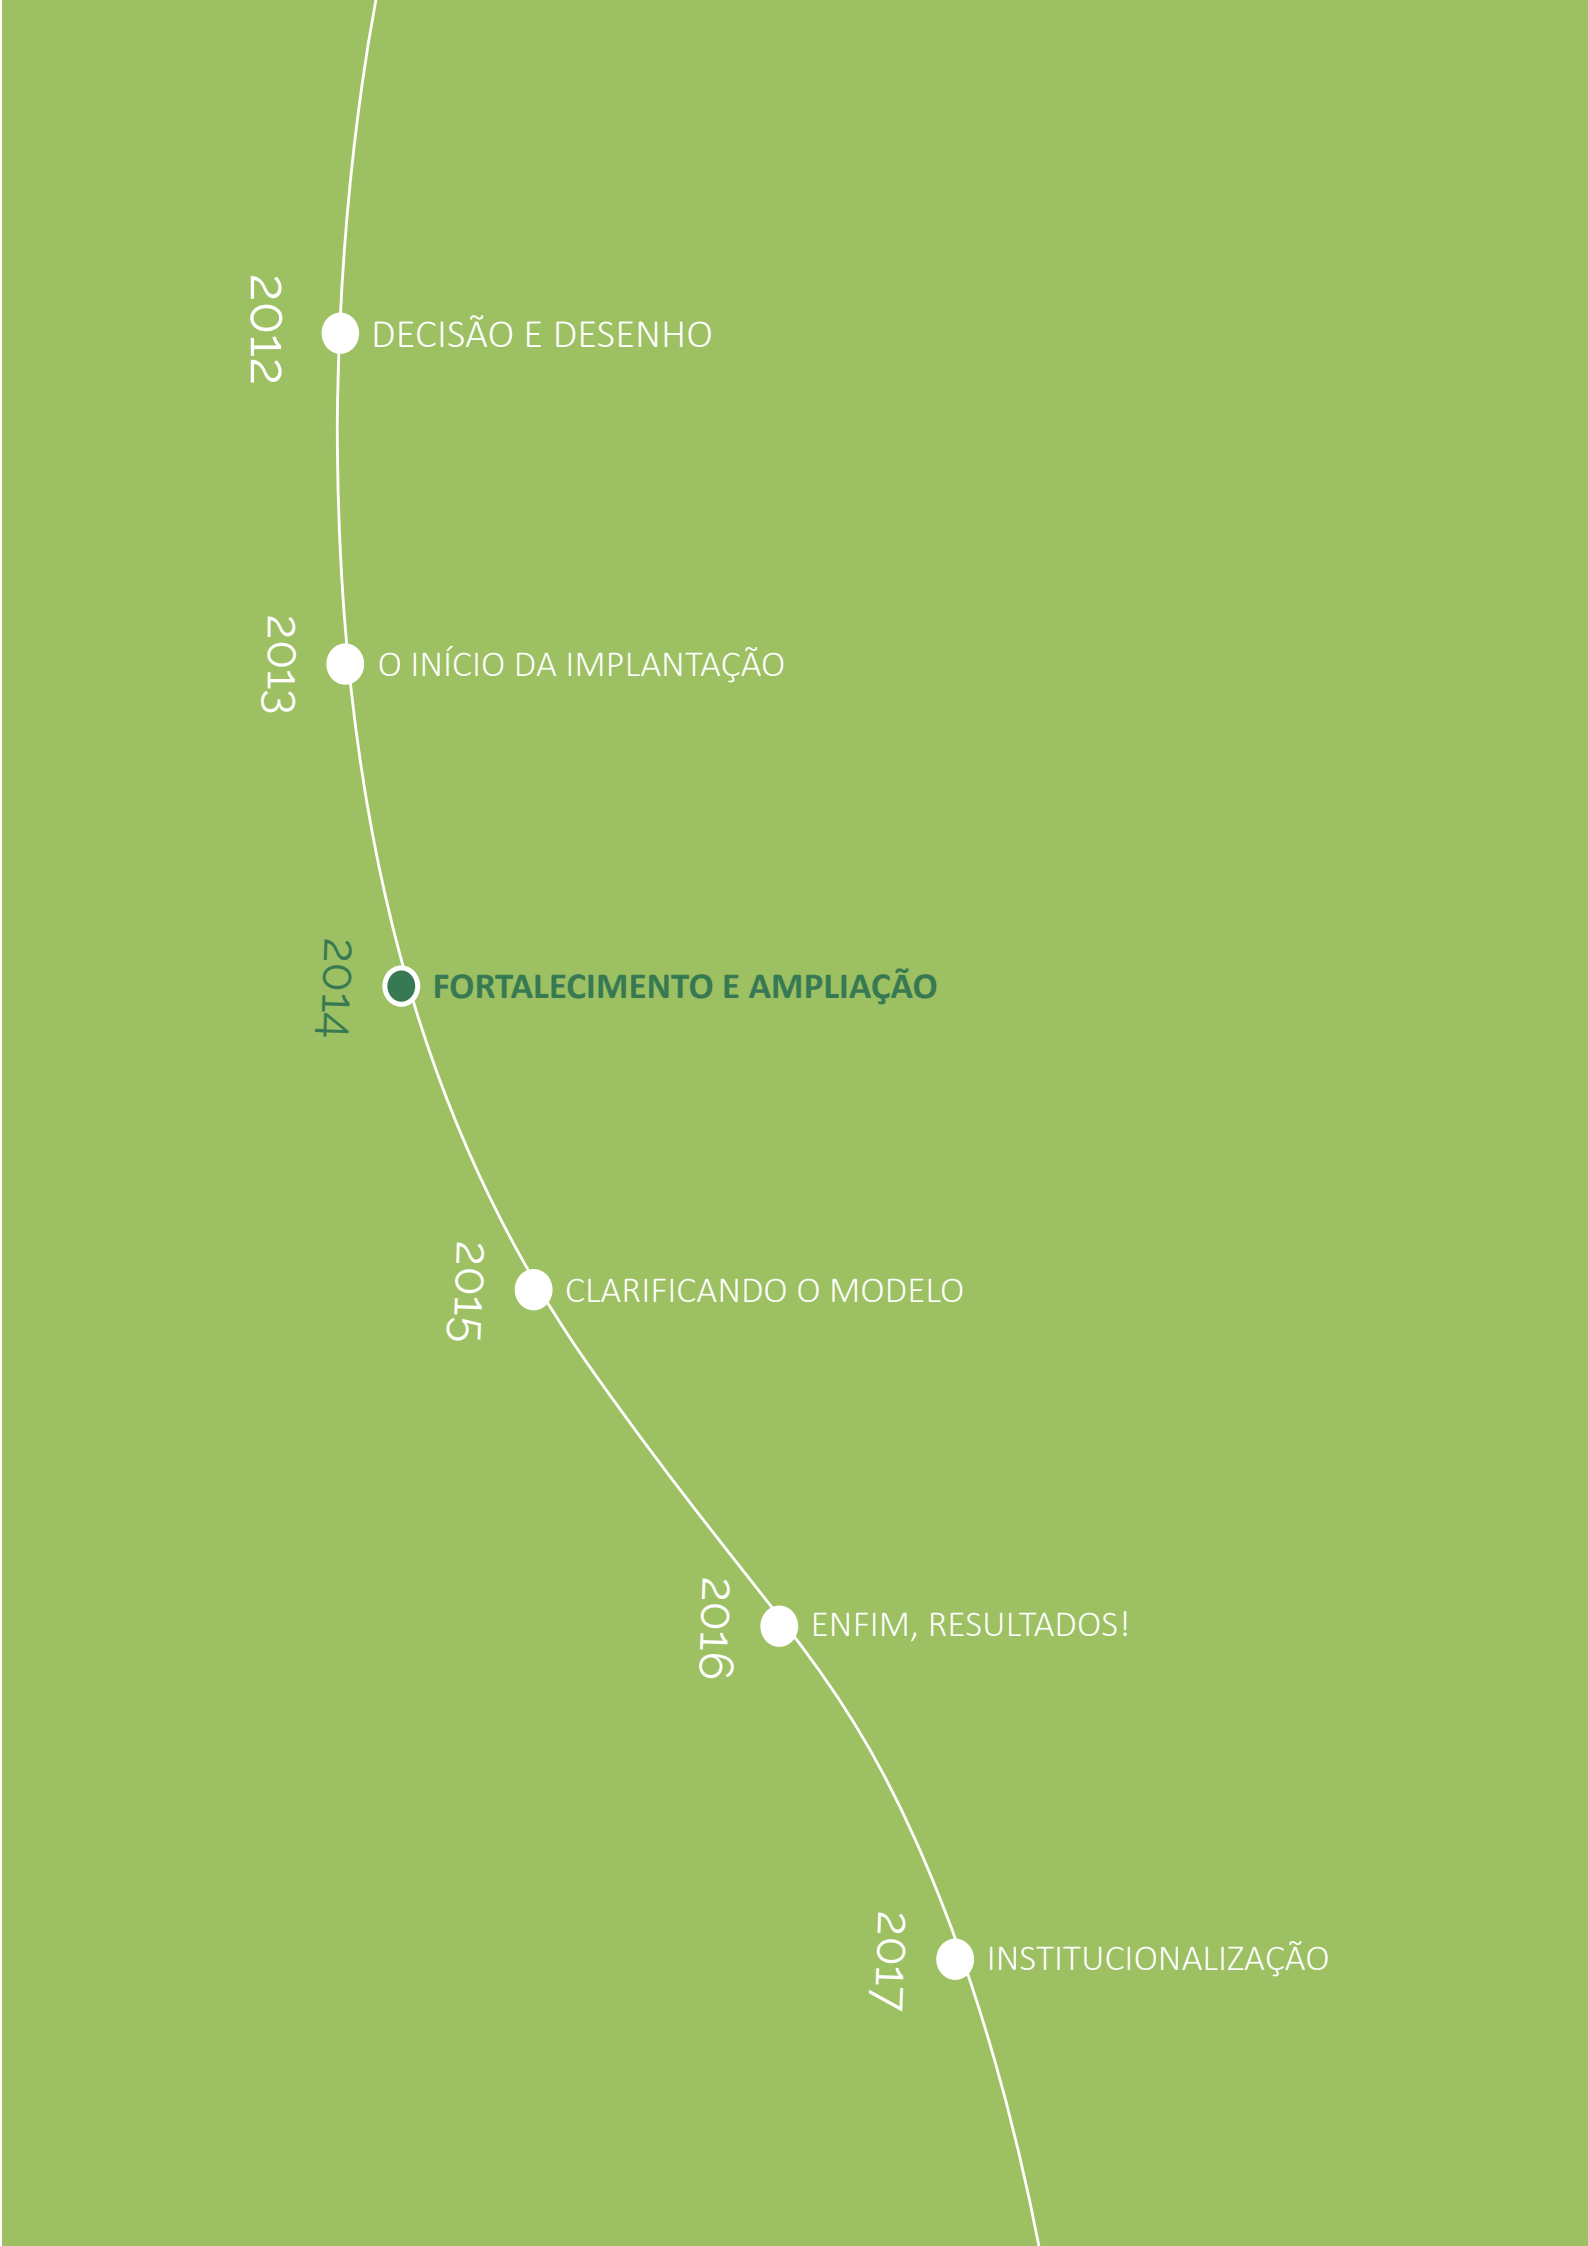 2012
DECISÃO E DESENHO
2013
O INÍCIO DA IMPLANTAÇÃO
2014
FORTALECIMENTO E AMPLIAÇÃO
2015
CLARIFICANDO O MODELO
2016
ENFIM, RESULTADOS!
2017
INSTITUCIONALIZAÇÃO